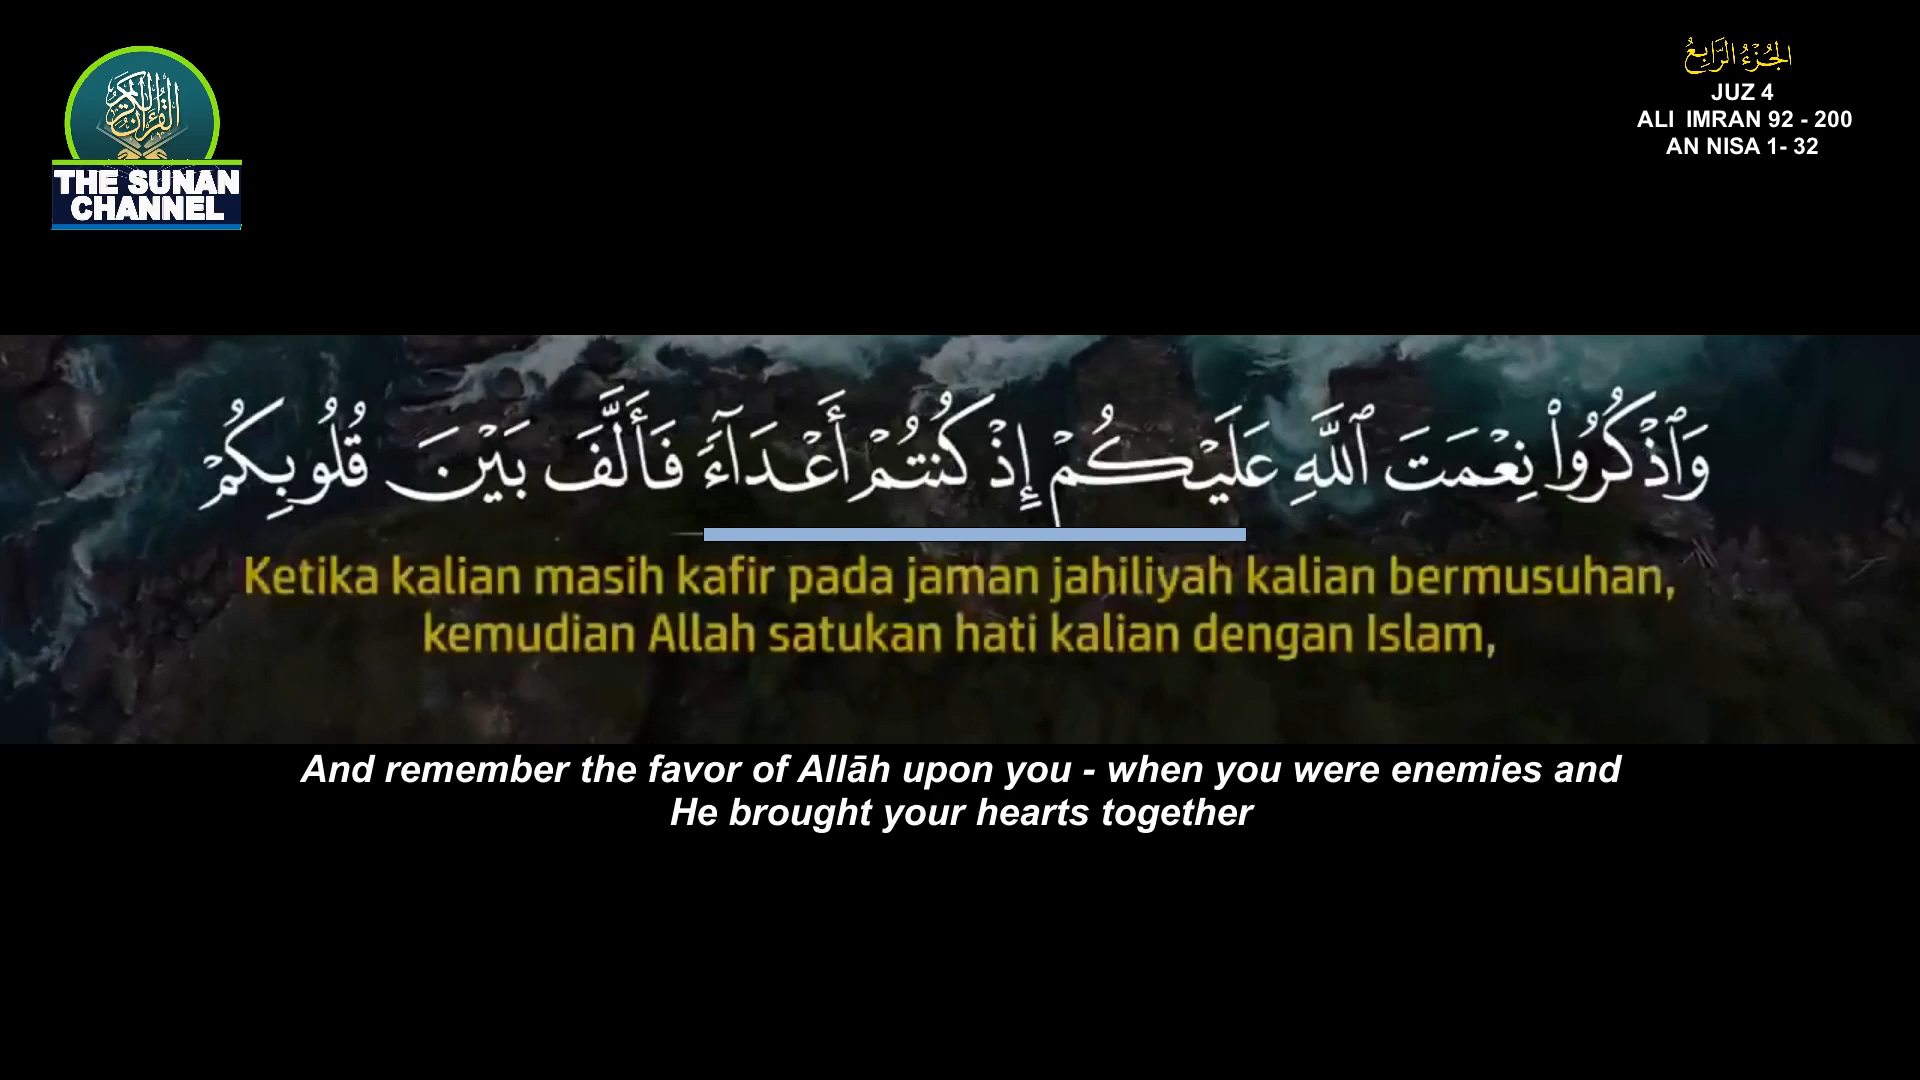 القرآن الكريم
THE SUNAN
CHANNEL
الجُزْءُ الرَّابِعُ
JUZ 4
ALI IMRAN 92 - 200
AN NISA 1- 32
وَٱذْكُرُوا۟ نِعْمَتَ ٱللَّهِ عَلَيْكُمْ إِذْ كُنتُمْ أَعْدَآءً فَأَلَّفَ بَيْنَ قُلُوبِكُمْ
Ketika kalian masih kafir pada jaman jahiliyah kalian bermusuhan,
kemudian Allah satukan hati kalian dengan Islam,
And remember the favor of Allāh upon you - when you were enemies and
He brought your hearts together